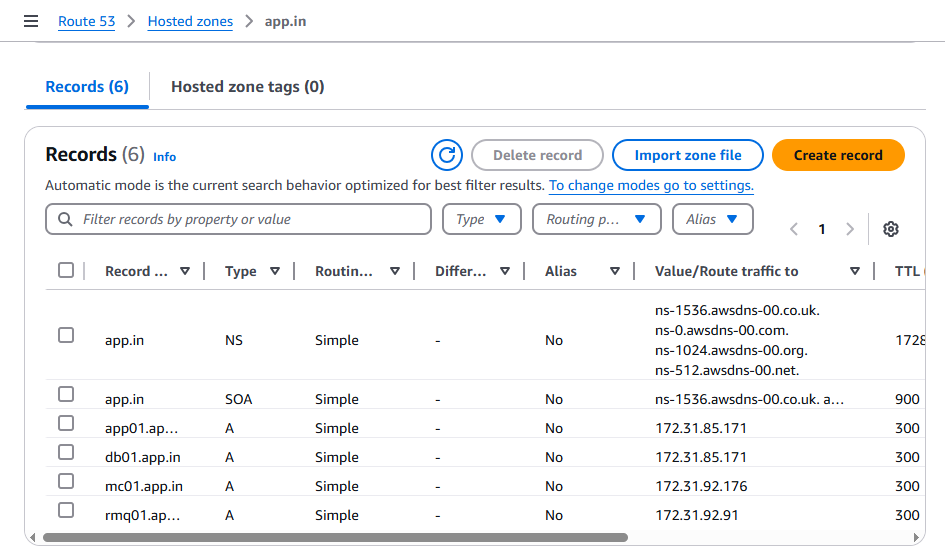 Route 53 > Hosted zones > app.in
Records (6) Hosted zone tags (0)
Records (6) Info
Delete record Import zone file Create record
Automatic mode is the current search behavior optimized for best filter results. To change modes go to settings.
Filter records by property or value Type Routing p... Alias 1
Record ... Type Routin... Differ... Alias Value/Route traffic to TTL (
app.in NS Simple - No ns-1536.awsdns-00.co.uk.
ns-0.awsdns-00.com.
ns-1024.awsdns-00.org.
ns-512.awsdns-00.net.
1728
app.in SOA Simple - No ns-1536.awsdns-00.co.uk. a... 900
app01.ap... A Simple - No 172.31.85.171 300
db01.app.in A Simple - No 172.31.85.171 300
mc01.app.in A Simple - No 172.31.92.176 300
rmq01.ap... A Simple - No 172.31.92.91 300